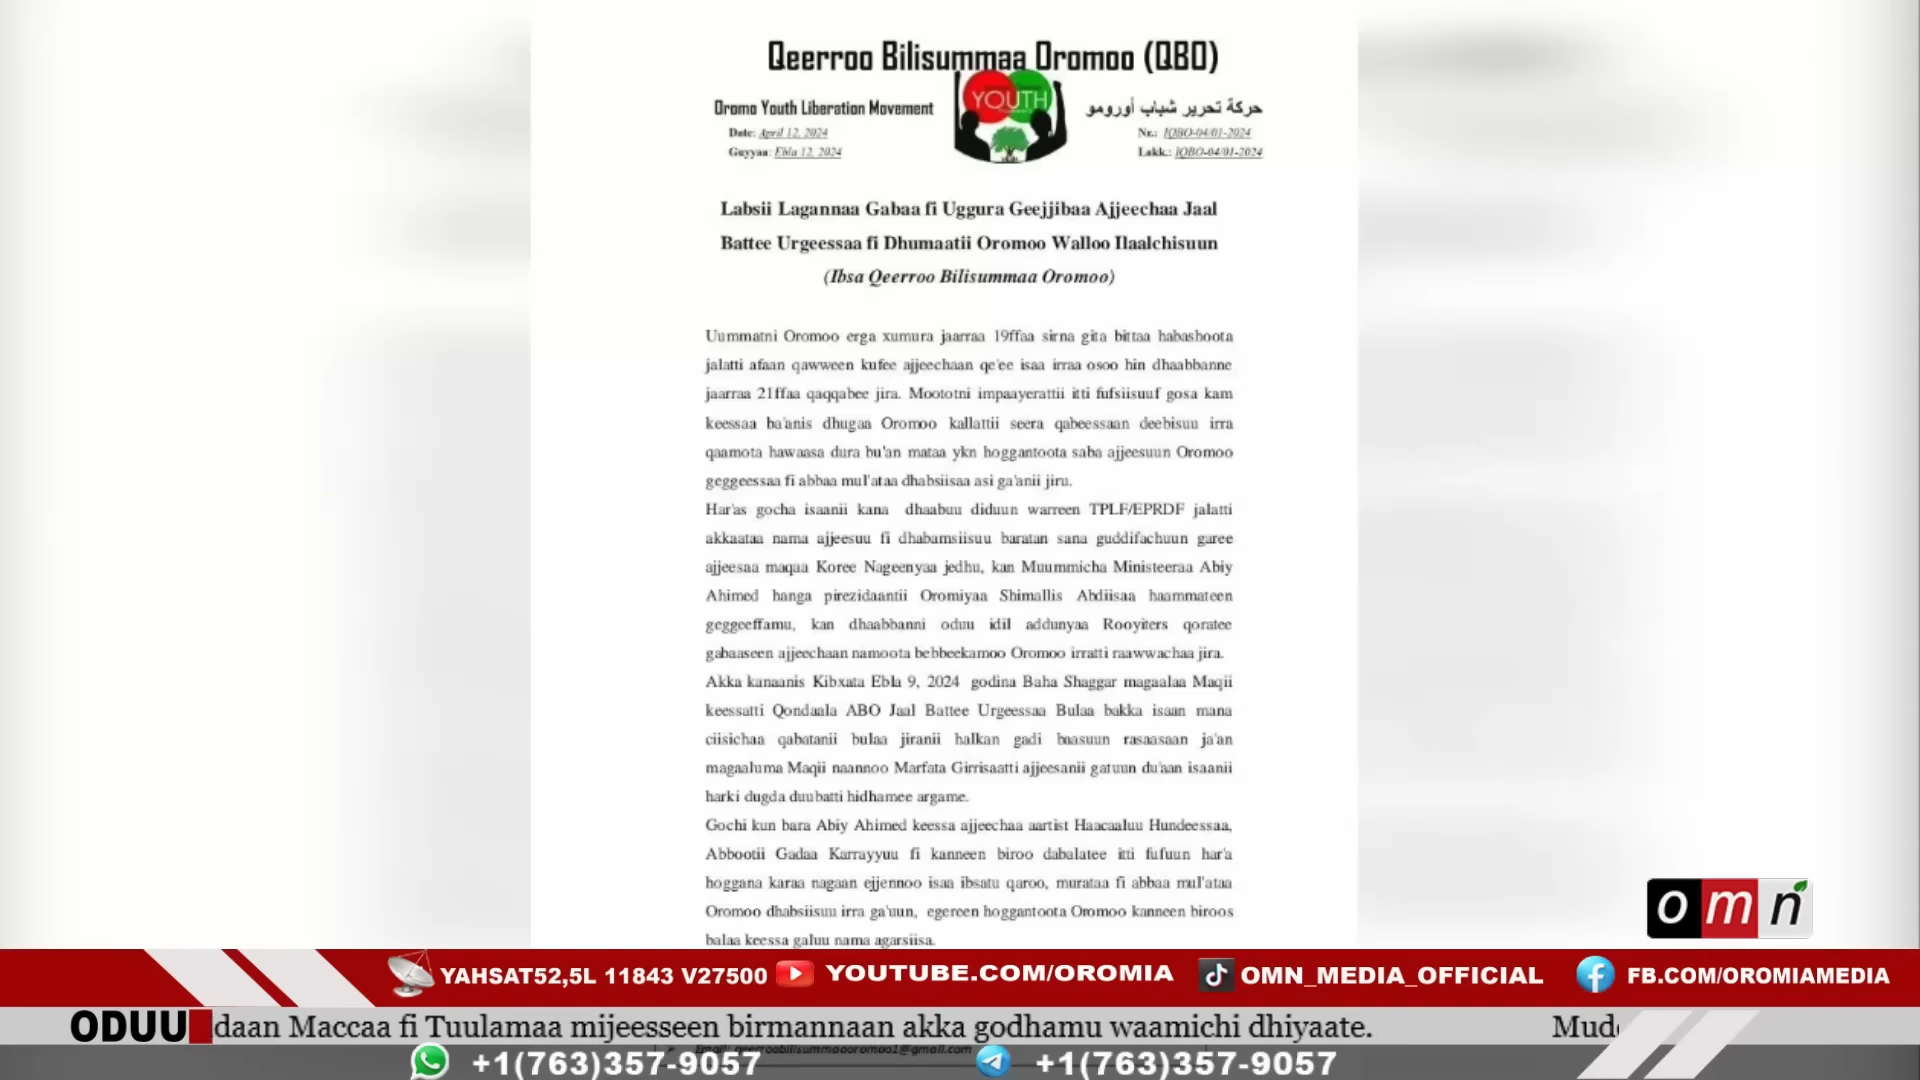 Qeerroo Bilisummaa Oromoo (QBO)
YOUTH
Oromo Youth Liberation Movement
حركة تحرير شباب أورومو
Date: April 12, 2024
Nr.: IQBO-04/01-2024
Guyyaa: Ebla 12, 2024
Lakk.: IQBO-04/01-2024
Labsii Lagannaa Gabaa fi Uggura Geejjibaa Ajjeechaa Jaal
Battee Urgeessaa fi Dhumaatii Oromoo Walloo Ilaalchisuun
(Ibsa Qeerroo Bilisummaa Oromoo)
Uummatni Oromoo erga xumura jaarraa 19ffaa sirna gita bittaa habashoota
jalatti afaan qawween kufee ajjeechaan qe'ee isaa irraa osoo hin dhaabbanne
jaarraa 21ffaa qaqqabee jira. Moototni impaayerattii itti fufsiisuuf gosa kam
keessaa ba'anis dhugaa Oromoo kallattii seera qabeessaan deebisuu irra
qaamota hawaasa dura bu'an mataa ykn hoggantoota saba ajjeesuun Oromoo
geggeessaa fi abbaa mul'ataa dhabsiisaa asi ga'anii jiru.
Har'as gocha isaanii kana dhaabuu diduun warreen TPLF/EPRDF jalatti
akkaataa nama ajjeesuu fi dhabamsiisuu baratan sana guddifachuun garee
ajjeesaa maqaa Koree Nageenyaa jedhu, kan Muummicha Ministeeraa Abiy
Ahimed hanga pirezidaantii Oromiyaa Shimallis Abdiisaa haammateen
geggeeffamu, kan dhaabbanni oduu idil addunyaa Rooyiters qoratee
gabaaseen ajjeechaan namoota bebbeekamoo Oromoo irratti raawwachaa jira.
Akka kanaanis Kibxata Ebla 9, 2024 godina Baha Shaggar magaalaa Maqii
keessatti Qondaala ABO Jaal Battee Urgeessaa Bulaa bakka isaan mana
ciisichaa qabatanii bulaa jiranii halkan gadi baasuun rasaasaan ja'an
magaaluma Maqii naannoo Marfata Girrisaatti ajjeesanii gatuun du'aan isaanii
harki dugda duubatti hidhamee argame.
Gochi kun bara Abiy Ahimed keessa ajjeechaa aartist Haacaaluu Hundeessaa,
Abbootii Gadaa Karrayyuu fi kanneen biroo dabalatee itti fufuun har'a
hoggana karaa nagaan ejjennoo isaa ibsatu qaroo, murataa fi abbaa mul'ataa
Oromoo dhabsiisuu irra ga'uun, egereen hoggantoota Oromoo kanneen biroos
balaa keessa galuu nama agarsiisa.
omn
YAHSAT52,5L 11843 V27500 YOUTUBE.COM/OROMIA OMN_MEDIA_OFFICIAL FB.COM/OROMIAMEDIA
ODUU daan Maccaa fi Tuulamaa mijeesseen birmannaan akka godhamu waamichi dhiyaate. Mud
Email: qeerroobilisummaaoromoo1@gmail.com
+1(763)357-9057 +1(763)357-9057